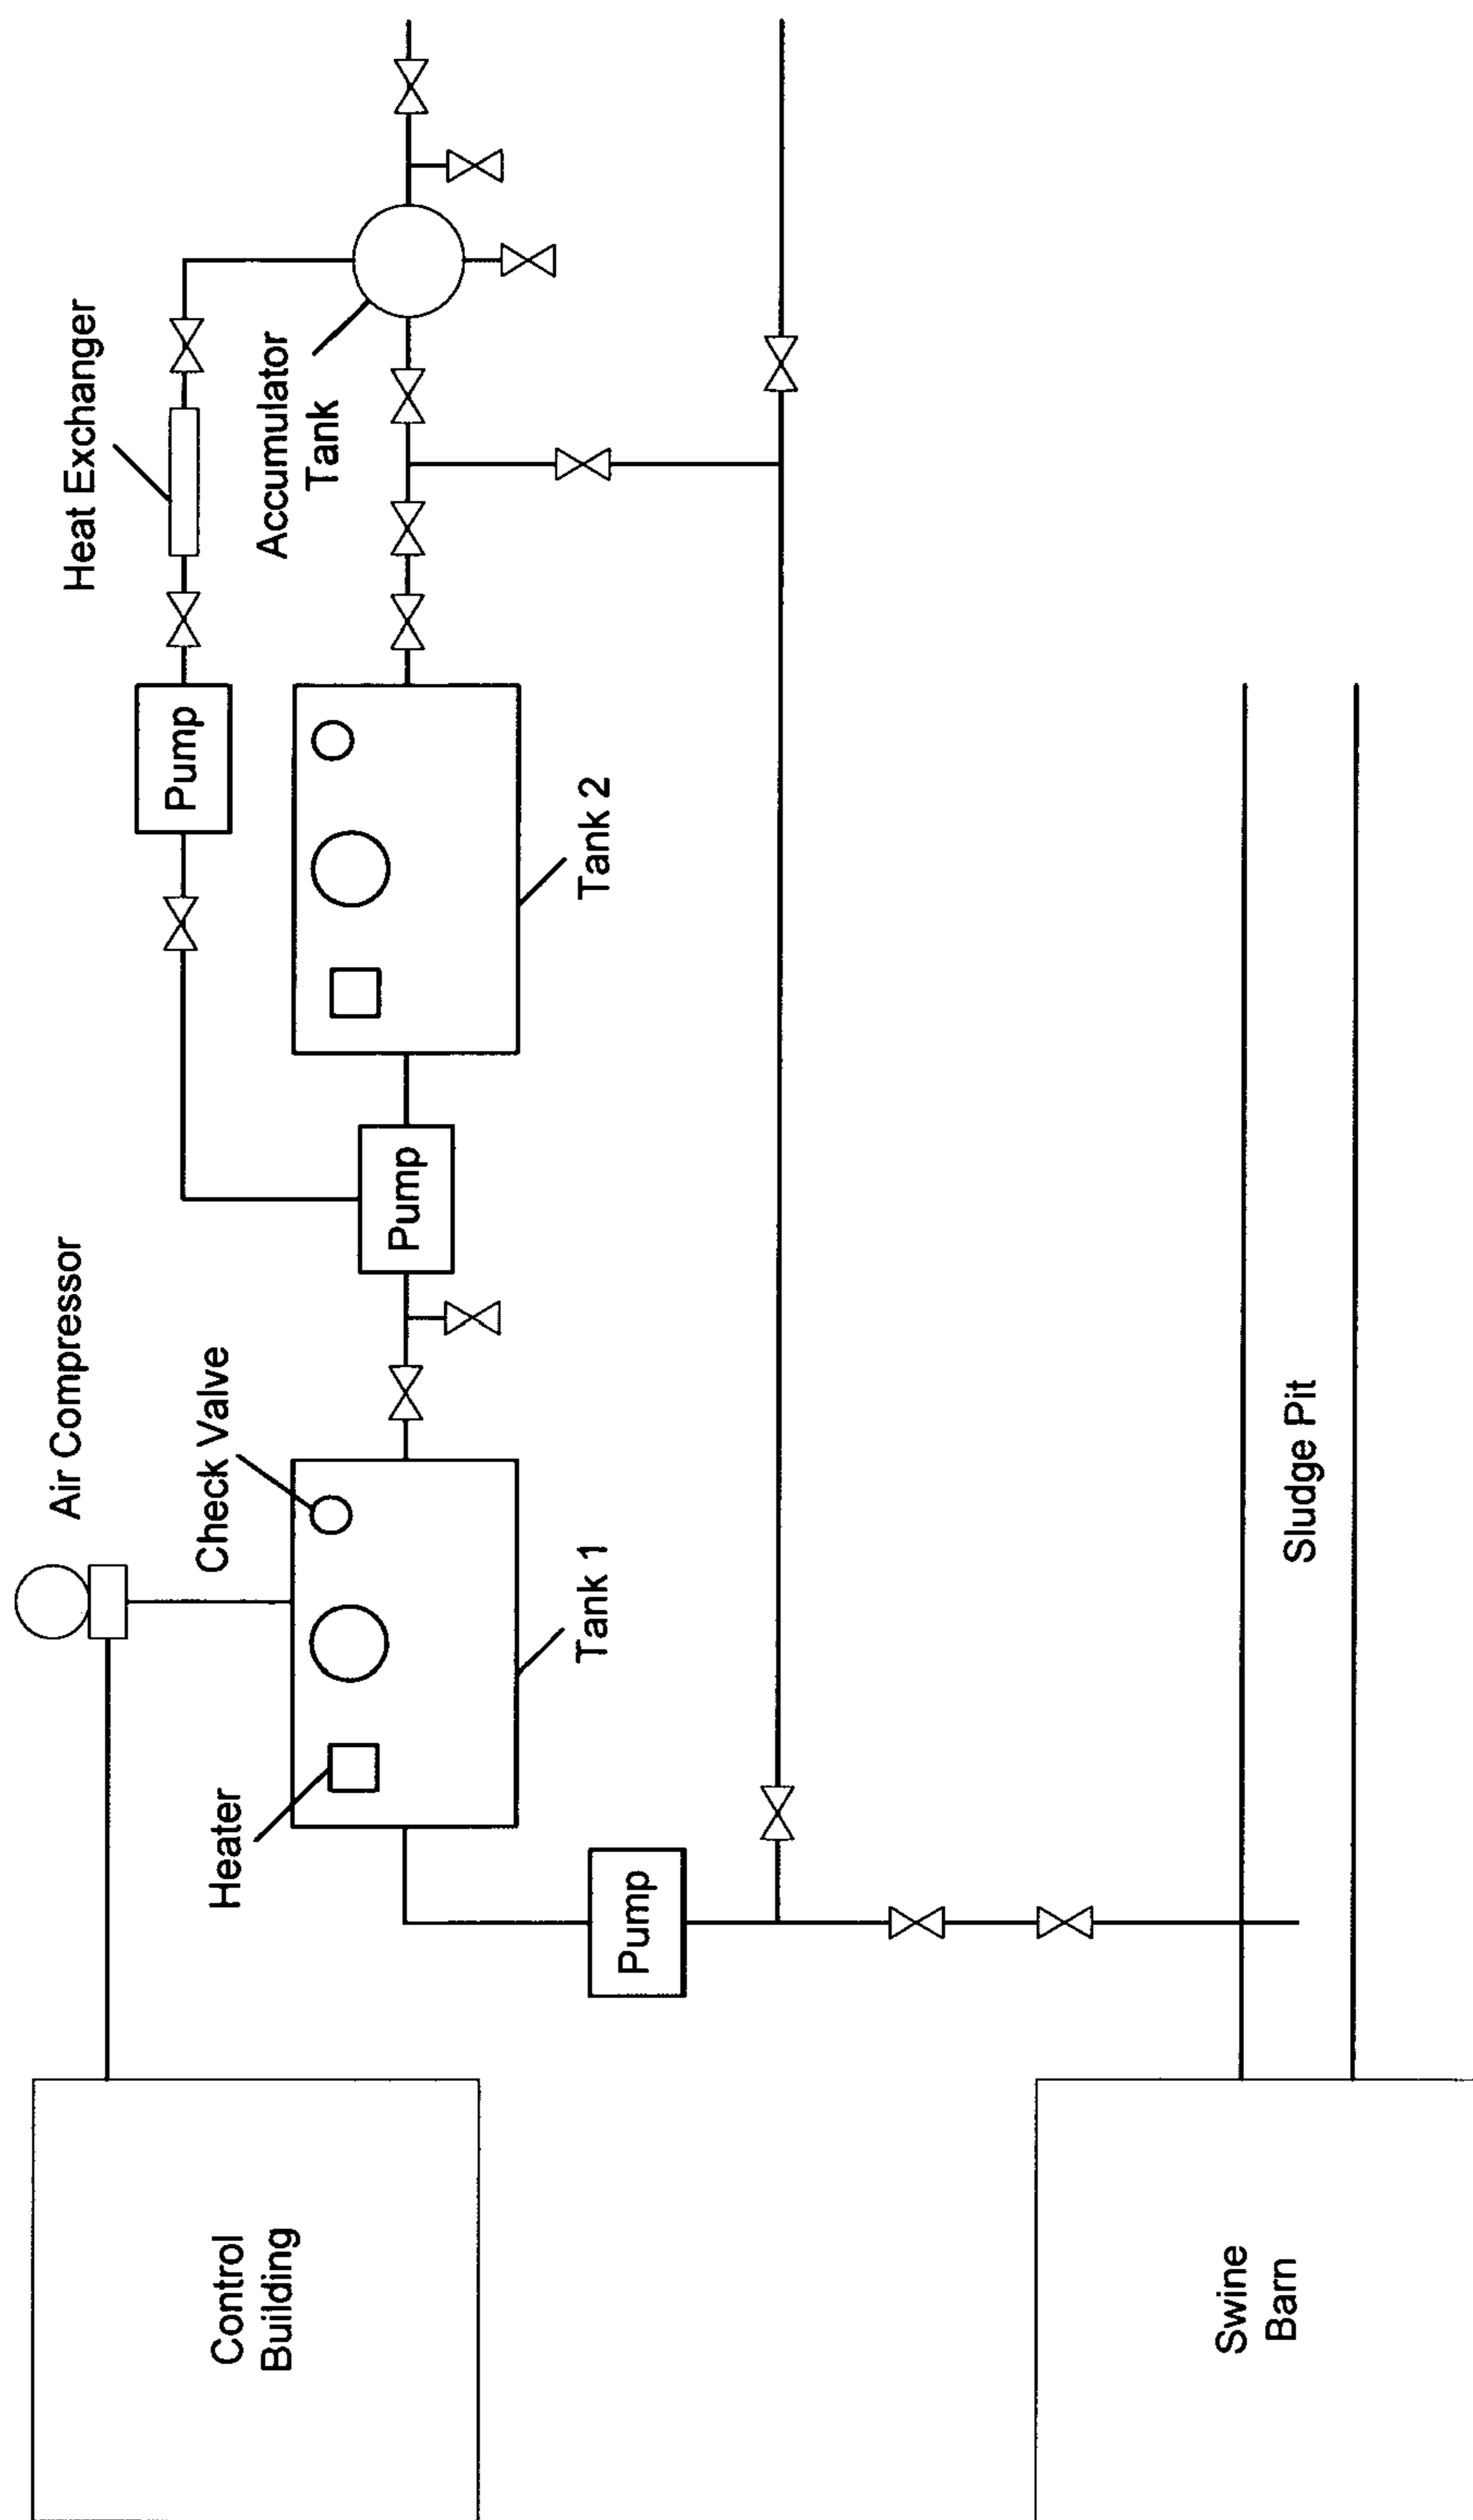 Control
Building
Swine
Barn
Heater
Pump
Tank 1
Air Compressor
Check Valve
Sludge Pit
Pump
Tank 2
Pump
Heat Exchanger
Accumulator
Tank